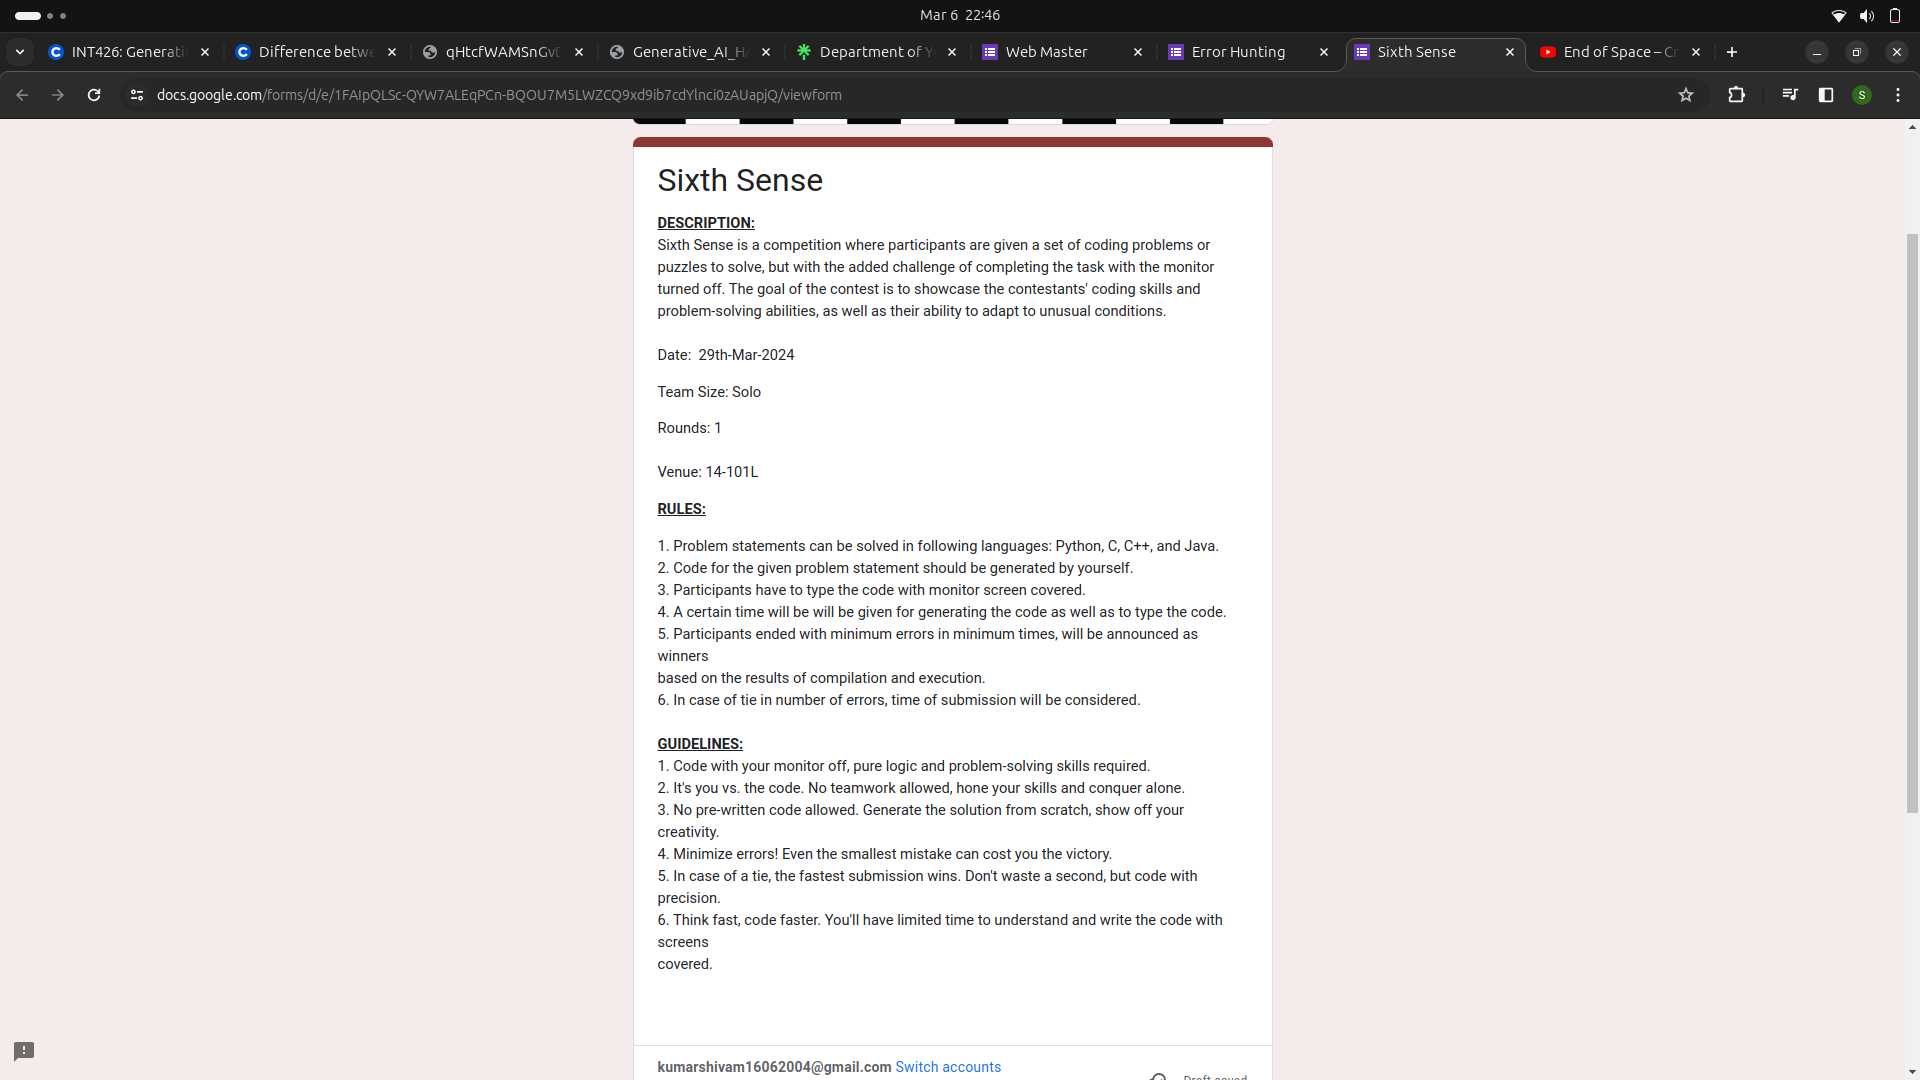 Mar 6 22:46
INT426: Generati
Difference betwe
qHtcfWAMSnGvD
Generative_AI_H
Department of Y
Web Master
Error Hunting
Sixth Sense
End of Space – Cr
docs.google.com/forms/d/e/1FAIpQLSc-QYW7ALEqPCn-BQOU7M5LWZCQ9xd9ib7cdYlnci0zAUapjQ/viewform
S
Sixth Sense
DESCRIPTION:
Sixth Sense is a competition where participants are given a set of coding problems or
puzzles to solve, but with the added challenge of completing the task with the monitor
turned off. The goal of the contest is to showcase the contestants' coding skills and
problem-solving abilities, as well as their ability to adapt to unusual conditions.
Date:  29th-Mar-2024
Team Size: Solo
Rounds: 1
Venue: 14-101L
RULES:
1. Problem statements can be solved in following languages: Python, C, C++, and Java.
2. Code for the given problem statement should be generated by yourself.
3. Participants have to type the code with monitor screen covered.
4. A certain time will be will be given for generating the code as well as to type the code.
5. Participants ended with minimum errors in minimum times, will be announced as
winners
based on the results of compilation and execution.
6. In case of tie in number of errors, time of submission will be considered.
GUIDELINES:
1. Code with your monitor off, pure logic and problem-solving skills required.
2. It's you vs. the code. No teamwork allowed, hone your skills and conquer alone.
3. No pre-written code allowed. Generate the solution from scratch, show off your
creativity.
4. Minimize errors! Even the smallest mistake can cost you the victory.
5. In case of a tie, the fastest submission wins. Don't waste a second, but code with
precision.
6. Think fast, code faster. You'll have limited time to understand and write the code with
screens
covered.
kumarshivam16062004@gmail.com Switch accounts
Draft saved